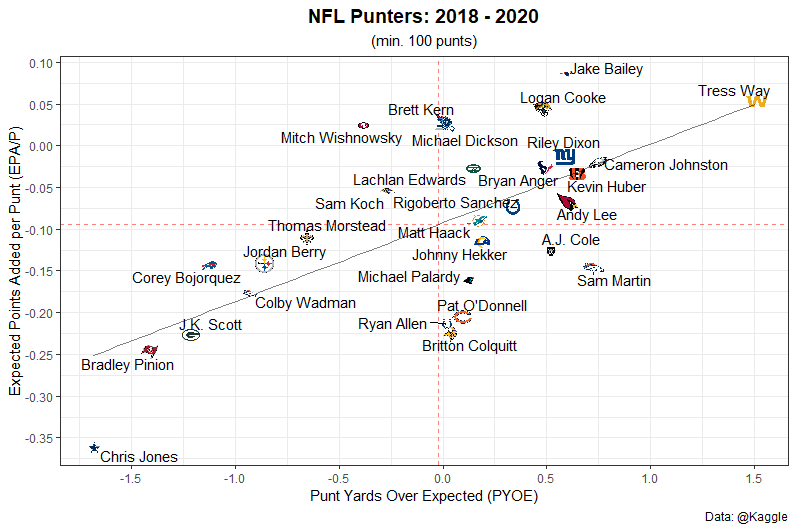 NFL Punters: 2018 - 2020
(min. 100 punts)
Expected Points Added per Punt (EPA/P)
0.10
0.05
0.00
-0.05
-0.10
-0.15
-0.20
-0.25
-0.30
-0.35
Jake Bailey
Tress Way
Logan Cooke
Brett Kern
Mitch Wishnowsky
Michael Dickson
Riley Dixon
Cameron Johnston
Lachlan Edwards
Bryan Anger
Kevin Huber
Sam Koch
Rigoberto Sanchez
Andy Lee
Thomas Morstead
Matt Haack
A.J. Cole
Jordan Berry
Johnny Hekker
Corey Bojorquez
Michael Palardy
Sam Martin
Colby Wadman
Pat O'Donnell
J.K. Scott
Ryan Allen
Britton Colquitt
Bradley Pinion
Chris Jones
-1.5
-1.0
-0.5
0.0
0.5
1.0
1.5
Punt Yards Over Expected (PYOE)
Data: @Kaggle